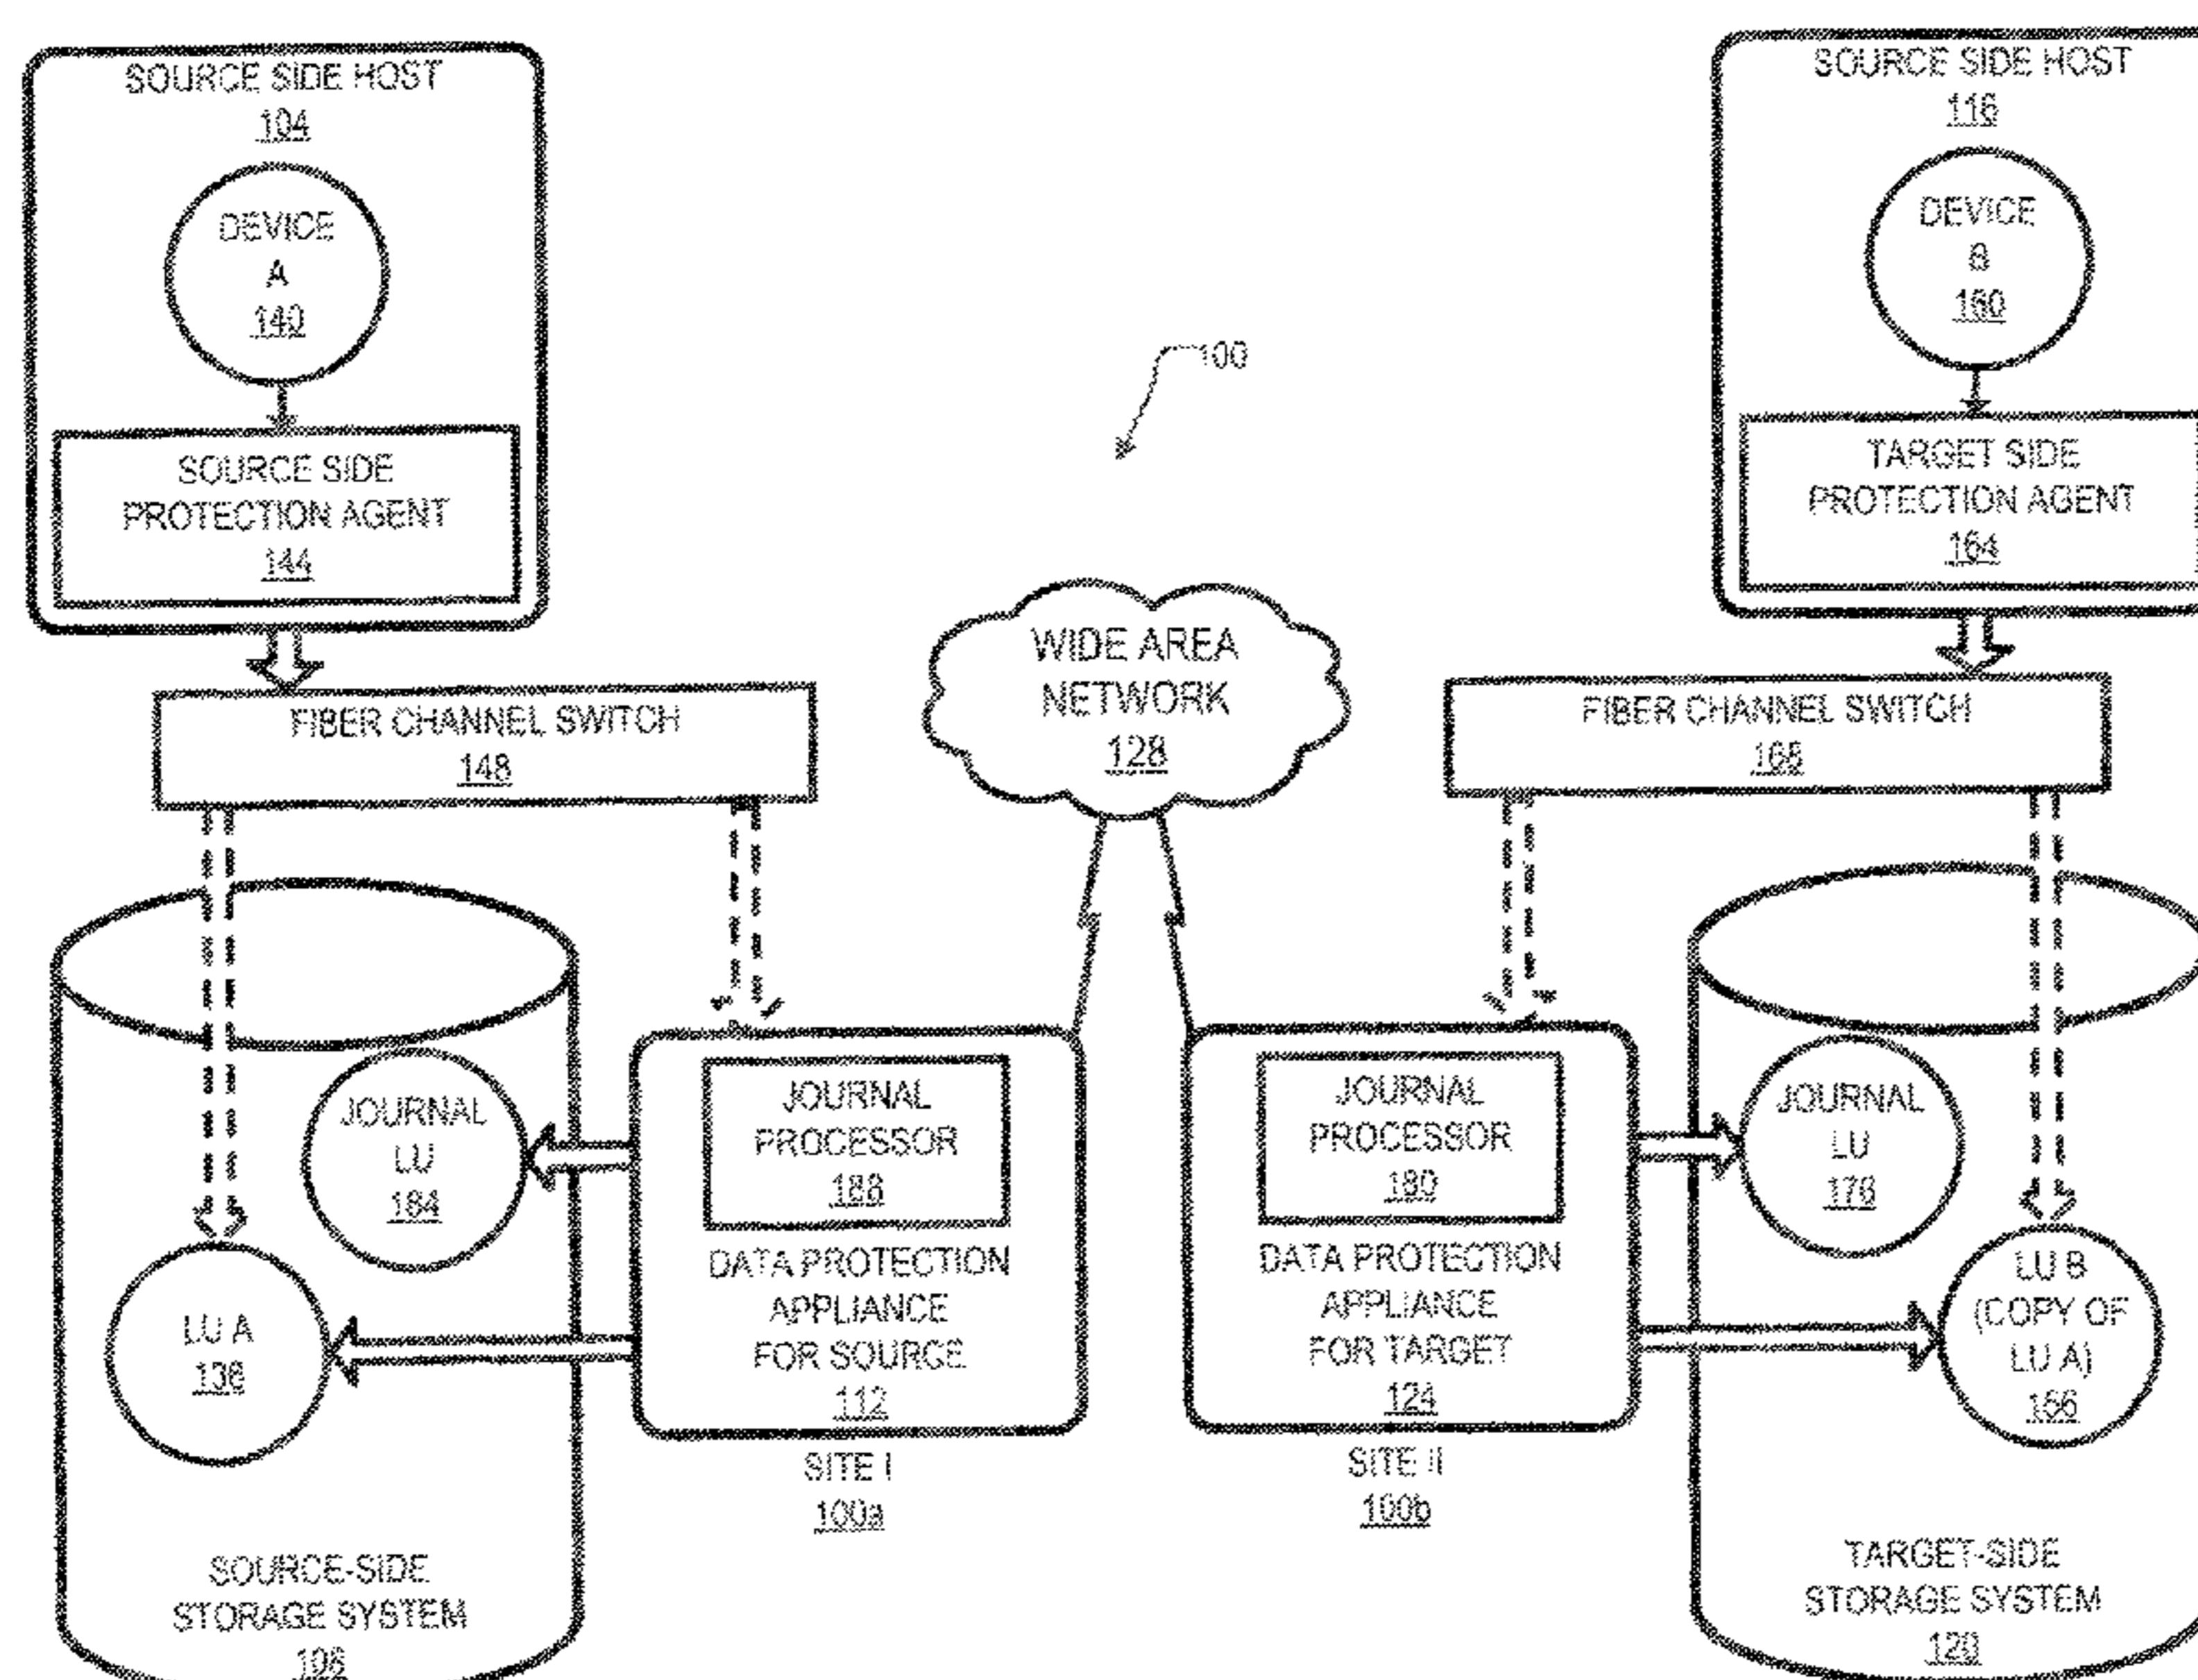 SOURCE SIDE HOST
104
DEVICE
A
140
SOURCE SIDE
PROTECTION AGENT
144
FIBER CHANNEL SWITCH
148
SOURCE SIDE HOST
116
DEVICE
B
160
TARGET SIDE
PROTECTION AGENT
164
FIBER CHANNEL SWITCH
168
100
WIDE AREA
NETWORK
128
JOURNAL
LU
184
LU A
136
SOURCE-SIDE
STORAGE SYSTEM
JOURNAL
PROCESSOR
188
DATA PROTECTION
APPLIANCE
FOR SOURCE
112
SITE I
100a
JOURNAL
PROCESSOR
180
DATA PROTECTION
APPLIANCE
FOR TARGET
124
SITE II
100b
JOURNAL
LU
176
LU B
(COPY OF
LU A)
TARGET-SIDE
STORAGE SYSTEM
120